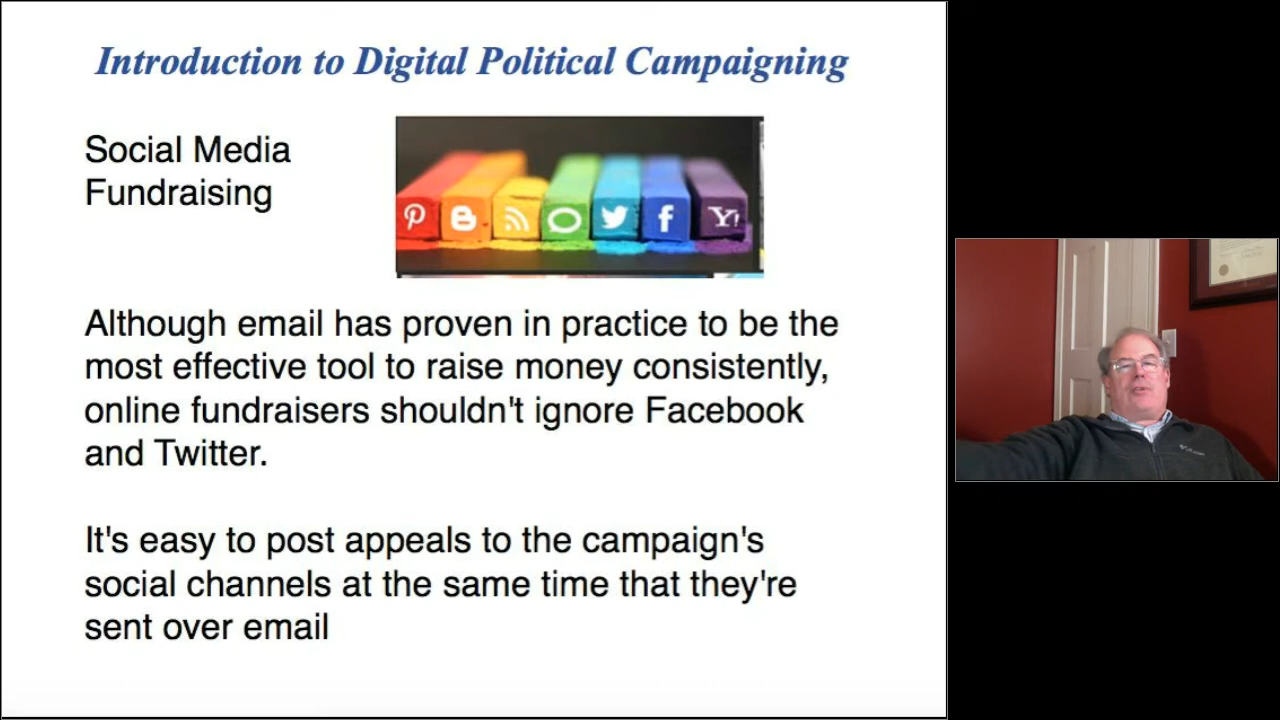 Introduction to Digital Political Campaigning
Social Media
Fundraising
Y!
Although email has proven in practice to be the
most effective tool to raise money consistently,
online fundraisers shouldn't ignore Facebook
and Twitter.
It's easy to post appeals to the campaign's
social channels at the same time that they're
sent over email